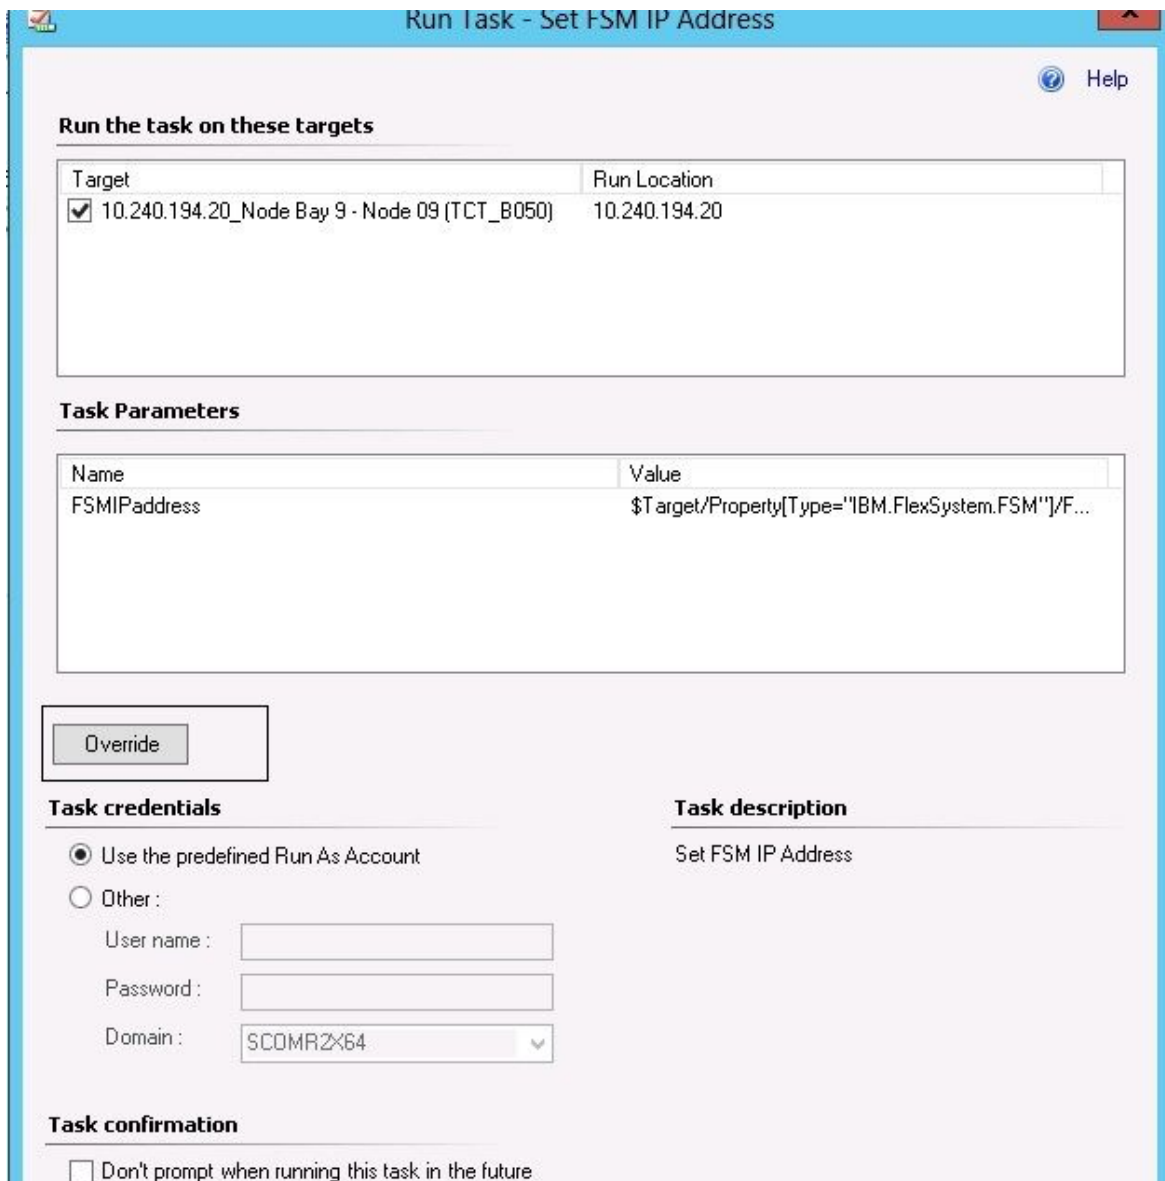 Run Task - Set FSM IP Address
Help
Run the task on these targets
Target Run Location
10.240.194.20_Node Bay 9 - Node 09 (TCT_B050) 10.240.194.20
Task Parameters
Name Value
FSMIPaddress $Target/Property[Type="IBM.FlexSystem.FSM"]/F...
Override
Task credentials Task description
Use the predefined Run As Account Set FSM IP Address
Other :
User name :
Password :
Domain : SCOMR2X64
Task confirmation
Don't prompt when running this task in the future